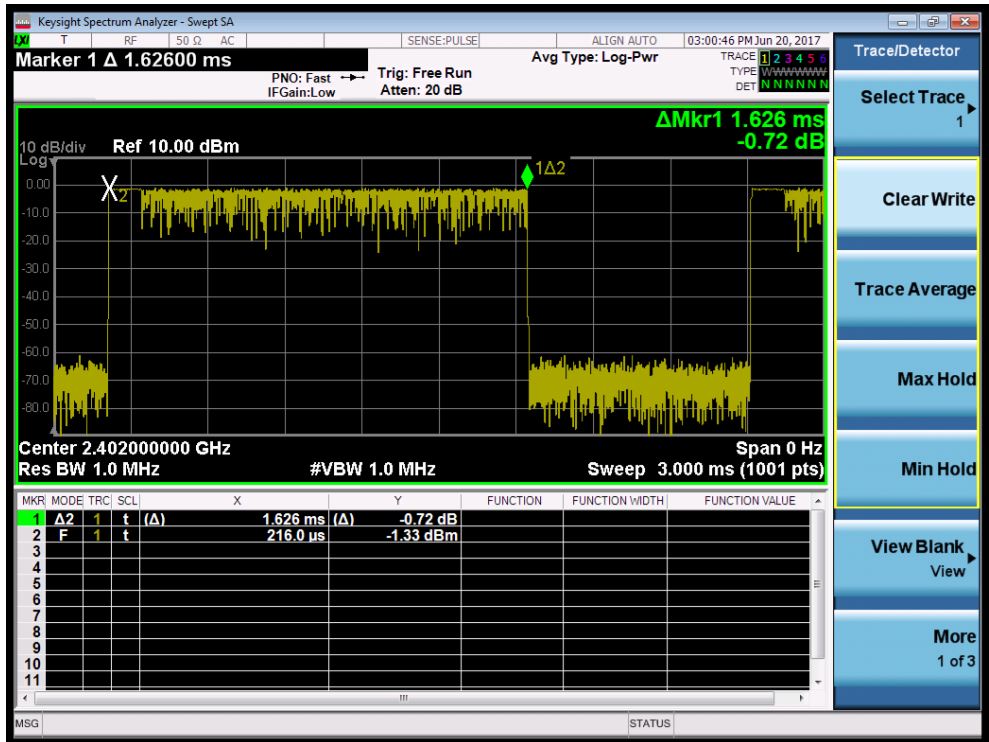 Keysight Spectrum Analyzer - Swept SA
LXI T RF 50 Ω AC SENSE:PULSE ALIGN AUTO 03:00:46 PM Jun 20, 2017
Marker 1 Δ 1.62600 ms
PNO: Fast Trig: Free Run
IFGain:Low Atten: 20 dB
Avg Type: Log-Pwr
TRACE 1 2 3 4 5 6
TYPE WWWWWW
DET N N N N N N
Trace/Detector
Select Trace
1
Clear Write
Trace Average
Max Hold
Min Hold
View Blank
View
More
1 of 3
ΔMkr1 1.626 ms
-0.72 dB
10 dB/div Ref 10.00 dBm
Log
0.00
-10.0
-20.0
-30.0
-40.0
-50.0
-60.0
-70.0
-80.0
X2
1Δ2
Center 2.402000000 GHz Span 0 Hz
Res BW 1.0 MHz #VBW 1.0 MHz Sweep 3.000 ms (1001 pts)
MKR MODE TRC SCL X Y FUNCTION FUNCTION WIDTH FUNCTION VALUE
1 Δ2 1 t (Δ) 1.626 ms (Δ) -0.72 dB
2 F 1 t 216.0 µs -1.33 dBm
3
4
5
6
7
8
9
10
11
MSG STATUS